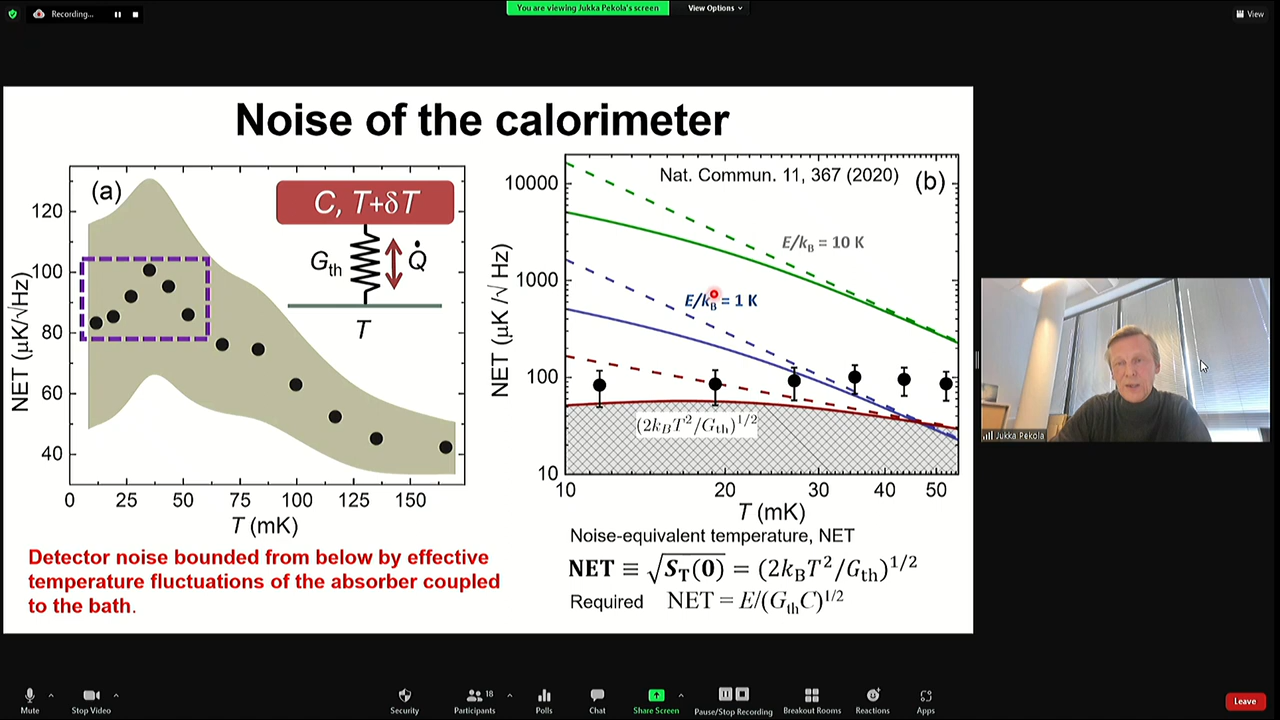 Recording...
You are viewing Jukka Pekola's screen
View Options
View
Noise of the calorimeter
(a)
C, T+δT
G_th
Q̇
T
120
100
80
60
40
NET (μK/√Hz)
0 25 50 75 100 125 150
T (mK)
Nat. Commun. 11, 367 (2020)
(b)
10000
1000
100
10
NET (μK/√Hz)
E/k_B = 10 K
E/k_B = 1 K
(2k_BT²/G_th)^1/2
10 20 30 40 50
T (mK)
Detector noise bounded from below by effective
temperature fluctuations of the absorber coupled
to the bath.
Noise-equivalent temperature, NET
NET ≡ √S_T(0) = (2k_BT²/G_th)^1/2
Required NET = E/(G_thC)^1/2
Jukka Pekola
Mute
Stop Video
Security
18
Participants
Polls
Chat
Share Screen
Pause/Stop Recording
Breakout Rooms
Reactions
Apps
Leave